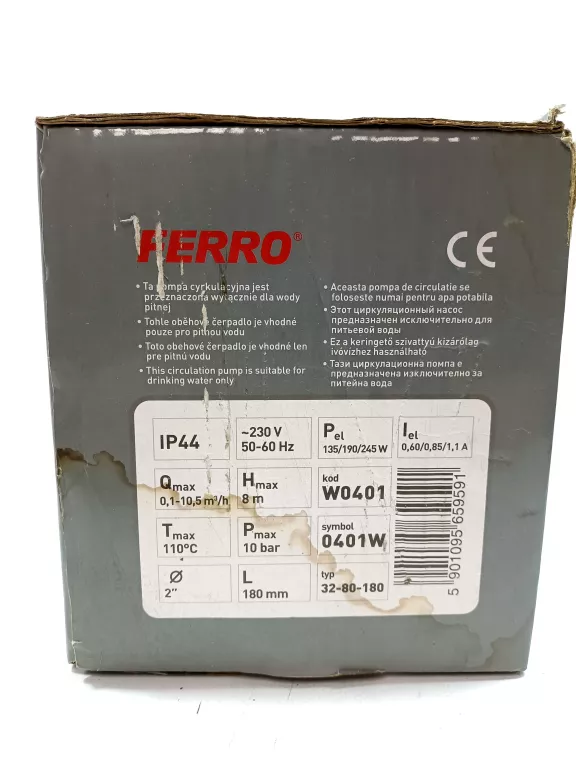 FERRO®
CE
• Ta pompa cyrkulacyjna jest
przeznaczona wyłącznie dla wody
pitnej
• Tohle oběhové čerpadlo je vhodné
pouze pro pitnou vodu
• Toto obehové čerpadlo je vhodné len
pre pitnú vodu
• This circulation pump is suitable for
drinking water only
• Aceasta pompa de circulatie se
foloseste numai pentru apa potabila
• Этот циркуляционный насос
предназначен исключительно для
питьевой воды
• Ez a keringető szivattyú kizárólag
ivóvízhez használható
• Тази циркулационна помпа е
предназначена изключително за
питейна вода
IP44
~230 V
50-60 Hz
Pel
135/190/245 W
Iel
0,60/0,85/1,1 A
Qmax
0,1-10,5 m³/h
Hmax
8 m
kod
W0401
Tmax
110°C
Pmax
10 bar
symbol
0401W
Ø
2"
L
180 mm
typ
32-80-180
5 901095 659591